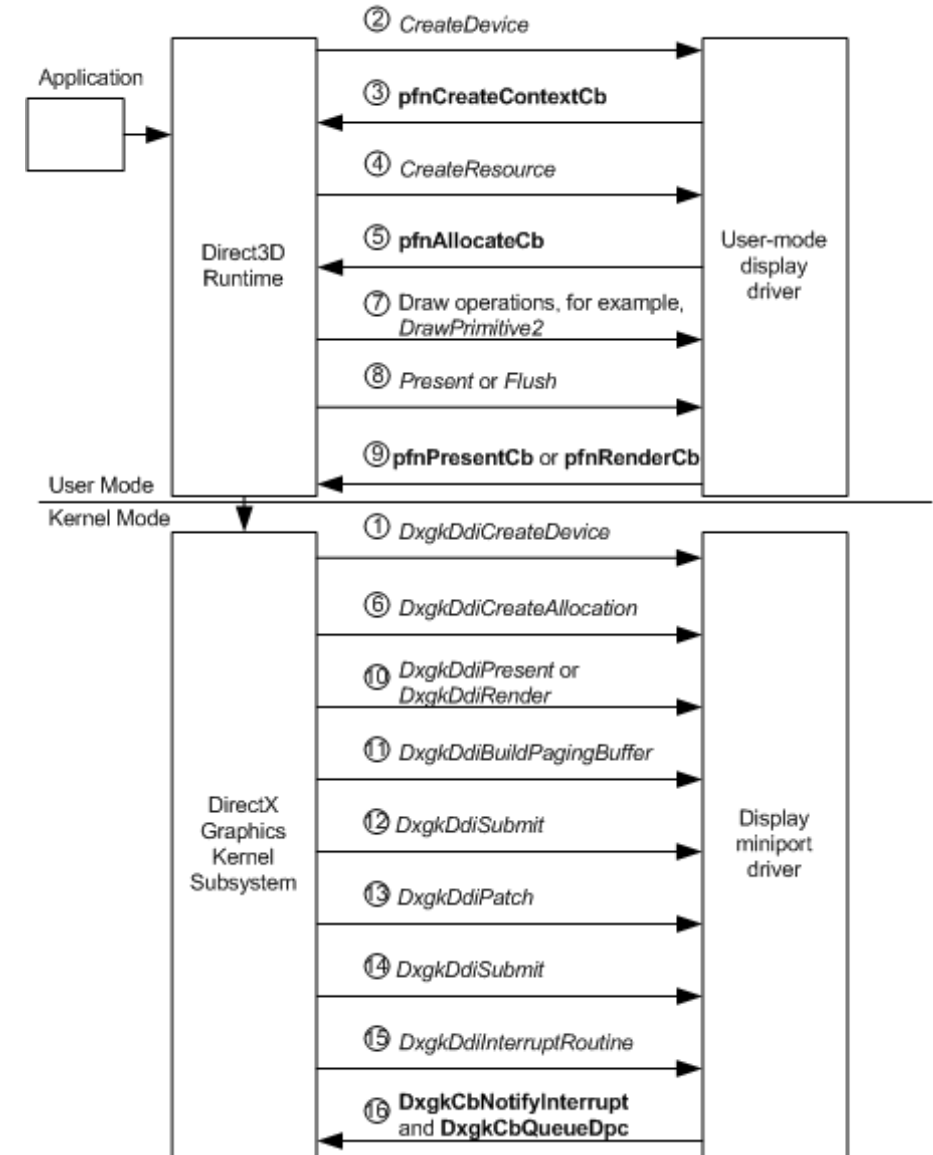 ② CreateDevice
Application
③ pfnCreateContextCb
④ CreateResource
⑤ pfnAllocateCb
Direct3D
Runtime
User-mode
display
driver
⑦ Draw operations, for example,
DrawPrimitive2
⑧ Present or Flush
⑨ pfnPresentCb or pfnRenderCb
User Mode
Kernel Mode
① DxgkDdiCreateDevice
⑥ DxgkDdiCreateAllocation
⑩ DxgkDdiPresent or
DxgkDdiRender
⑪ DxgkDdiBuildPagingBuffer
DirectX
Graphics
Kernel
Subsystem
Display
miniport
driver
⑫ DxgkDdiSubmit
⑬ DxgkDdiPatch
⑭ DxgkDdiSubmit
⑮ DxgkDdiInterruptRoutine
⑯ DxgkCbNotifyInterrupt
and DxgkCbQueueDpc